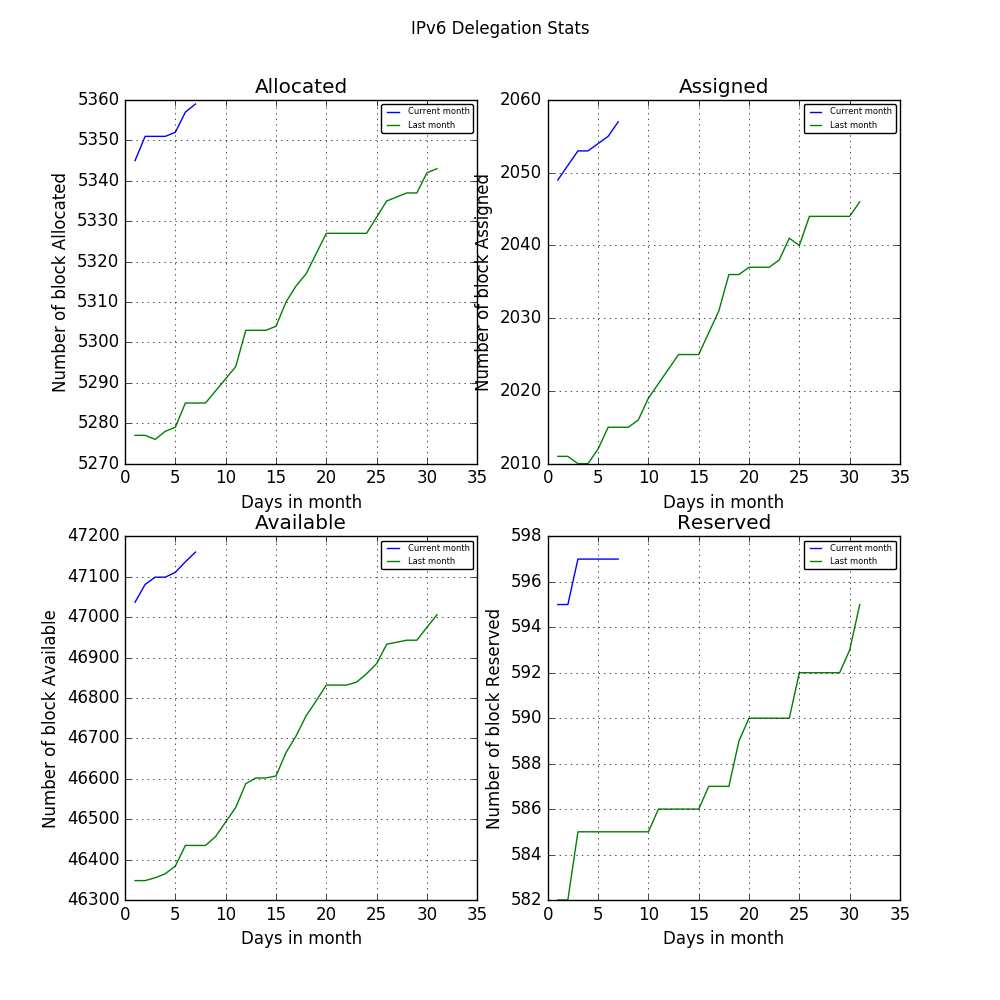 IPv6 Delegation Stats
Allocated
Number of block Allocated
5360
5350
5340
5330
5320
5310
5300
5290
5280
5270
0 5 10 15 20 25 30 35
Days in month
Current month
Last month
Assigned
Number of block Assigned
2060
2050
2040
2030
2020
2010
0 5 10 15 20 25 30 35
Days in month
Current month
Last month
Available
Number of block Available
47200
47100
47000
46900
46800
46700
46600
46500
46400
46300
0 5 10 15 20 25 30 35
Days in month
Current month
Last month
Reserved
Number of block Reserved
598
596
594
592
590
588
586
584
582
0 5 10 15 20 25 30 35
Days in month
Current month
Last month